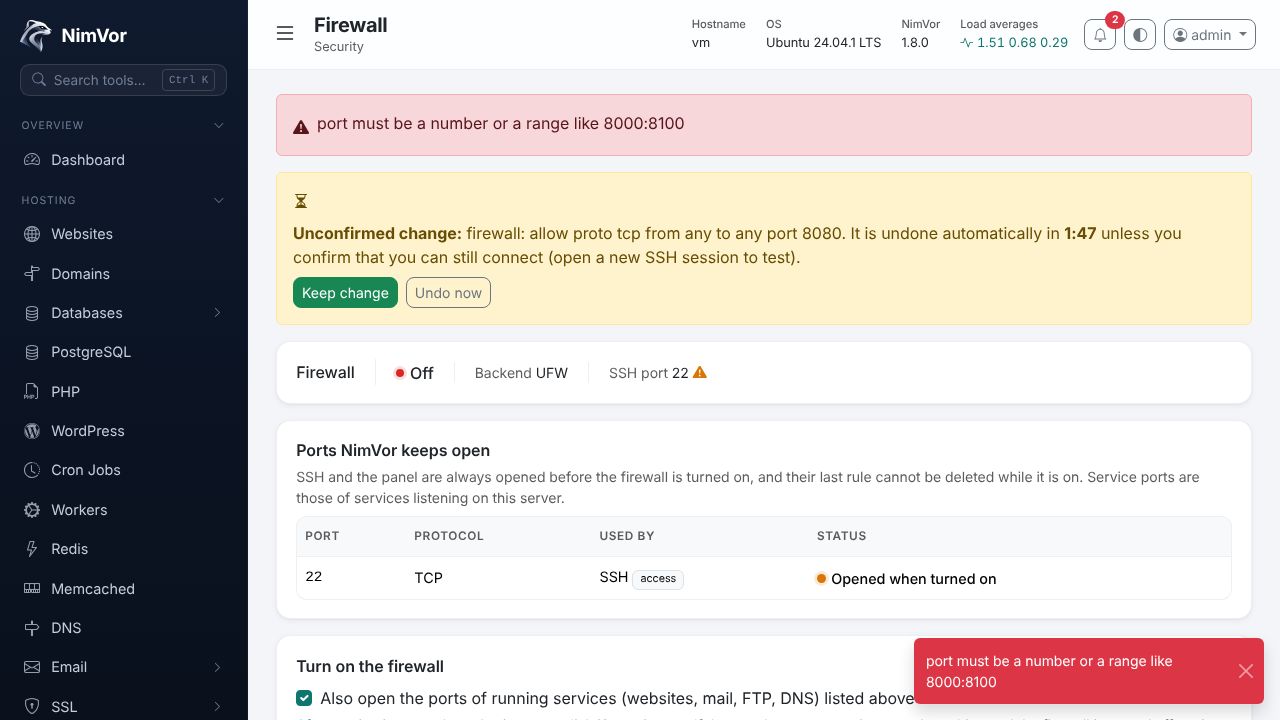 NimVor
Search tools...
Ctrl K
OVERVIEW
Dashboard
HOSTING
Websites
Domains
Databases
PostgreSQL
PHP
WordPress
Cron Jobs
Workers
Redis
Memcached
DNS
Email
SSL
Firewall
Security
Hostname
vm
OS
Ubuntu 24.04.1 LTS
NimVor
1.8.0
Load averages
1.51 0.68 0.29
2
admin
port must be a number or a range like 8000:8100
Unconfirmed change: firewall: allow proto tcp from any to any port 8080. It is undone automatically in 1:47 unless you
confirm that you can still connect (open a new SSH session to test).
Keep change
Undo now
Firewall
Off
Backend UFW
SSH port 22
Ports NimVor keeps open
SSH and the panel are always opened before the firewall is turned on, and their last rule cannot be deleted while it is on. Service ports are
those of services listening on this server.
PORT PROTOCOL USED BY STATUS
22 TCP SSH access Opened when turned on
Turn on the firewall
Also open the ports of running services (websites, mail, FTP, DNS) listed above
port must be a number or a range like
8000:8100